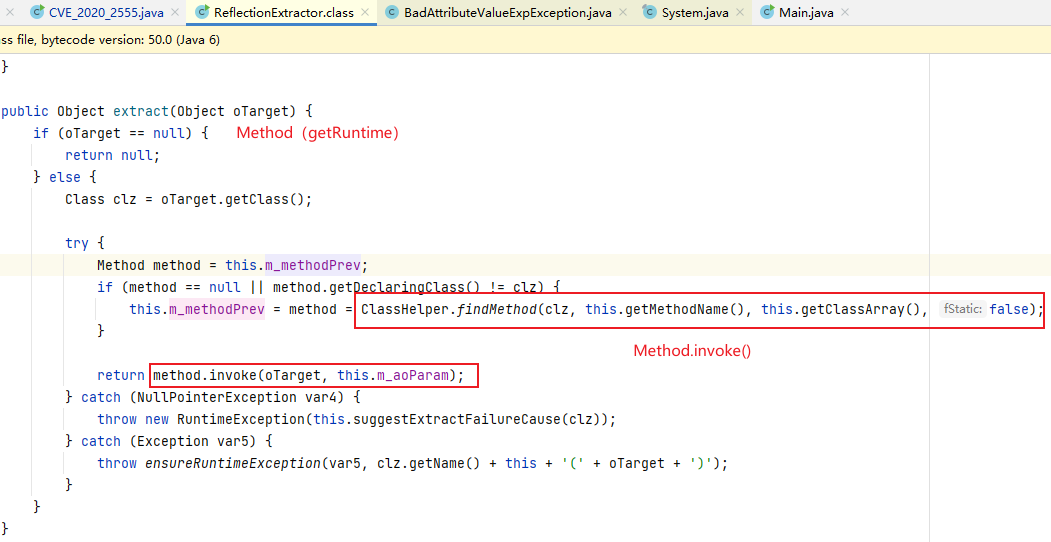 CVE_2020_2555.java ReflectionExtractor.class BadAttributeValueExpException.java System.java Main.java
ss file, bytecode version: 50.0 (Java 6)
}
public Object extract(Object oTarget) {
if (oTarget == null) { Method（getRuntime）
return null;
} else {
Class clz = oTarget.getClass();
try {
Method method = this.m_methodPrev;
if (method == null || method.getDeclaringClass() != clz) {
this.m_methodPrev = method = ClassHelper.findMethod(clz, this.getMethodName(), this.getClassArray(), fStatic: false);
}
Method.invoke()
return method.invoke(oTarget, this.m_aoParam);
} catch (NullPointerException var4) {
throw new RuntimeException(this.suggestExtractFailureCause(clz));
} catch (Exception var5) {
throw ensureRuntimeException(var5, clz.getName() + this + '(' + oTarget + ')');
}
}
}